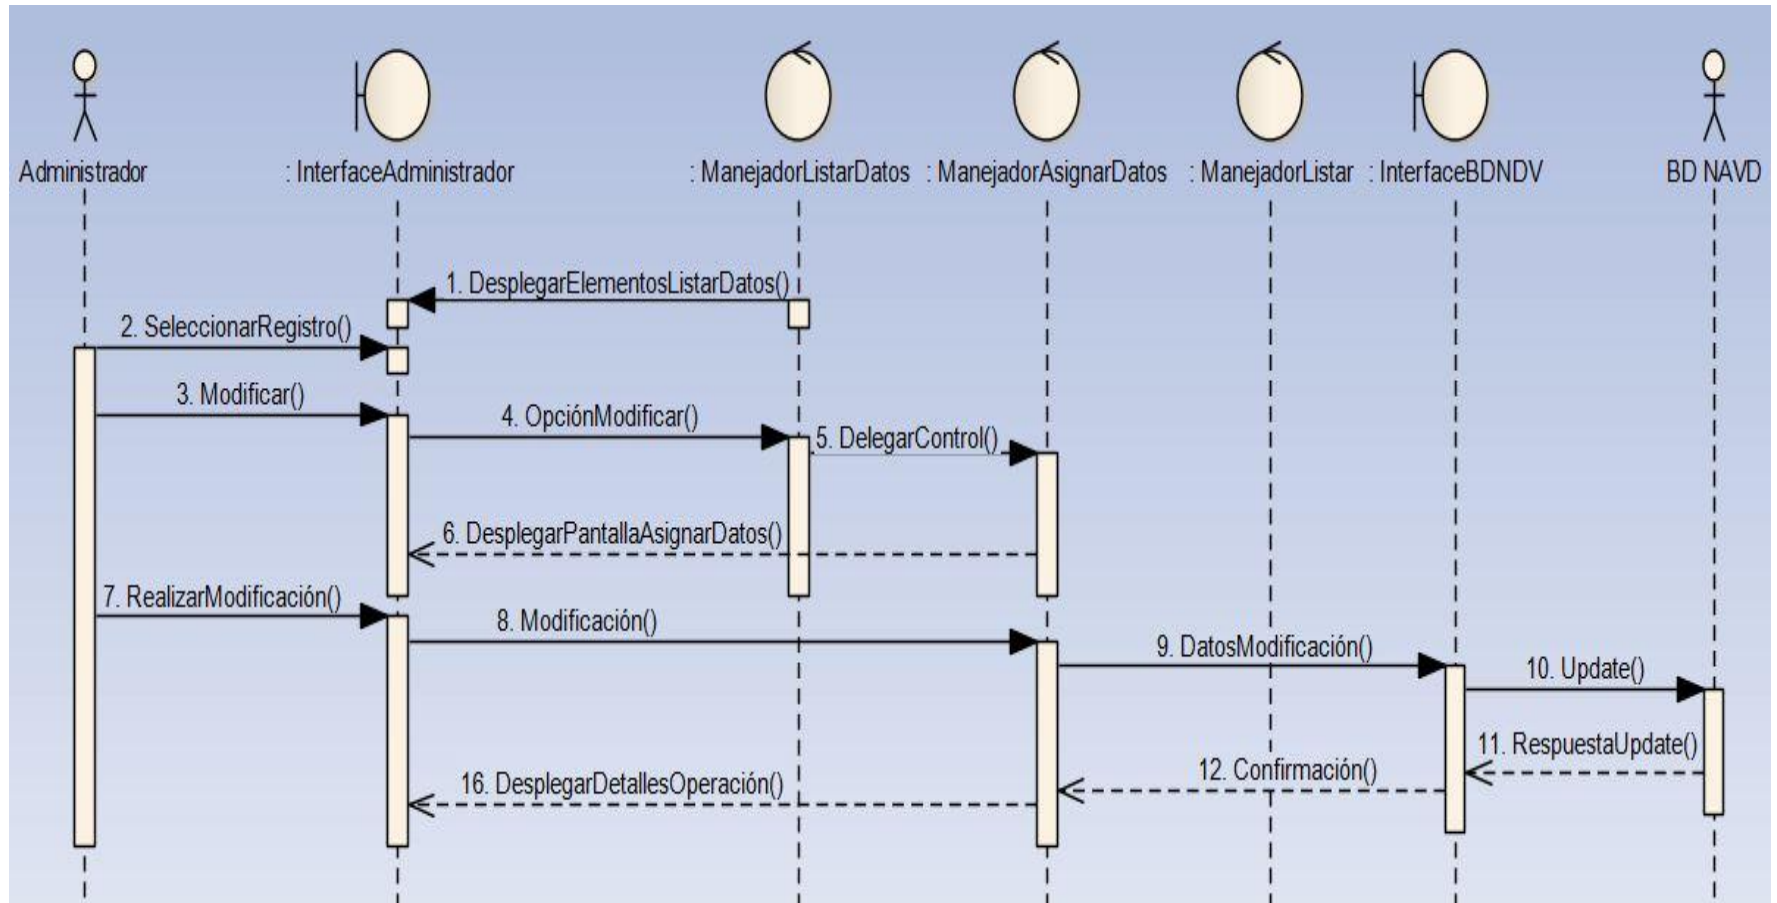 Administrador
: InterfaceAdministrador
: ManejadorListarDatos
: ManejadorAsignarDatos
: ManejadorListar
: InterfaceBDNDV
BD NAVD
1. DesplegarElementosListarDatos()
2. SeleccionarRegistro()
3. Modificar()
4. OpciónModificar()
5. DelegarControl()
6. DesplegarPantallaAsignarDatos()
7. RealizarModificación()
8. Modificación()
9. DatosModificación()
10. Update()
11. RespuestaUpdate()
12. Confirmación()
16. DesplegarDetallesOperación()